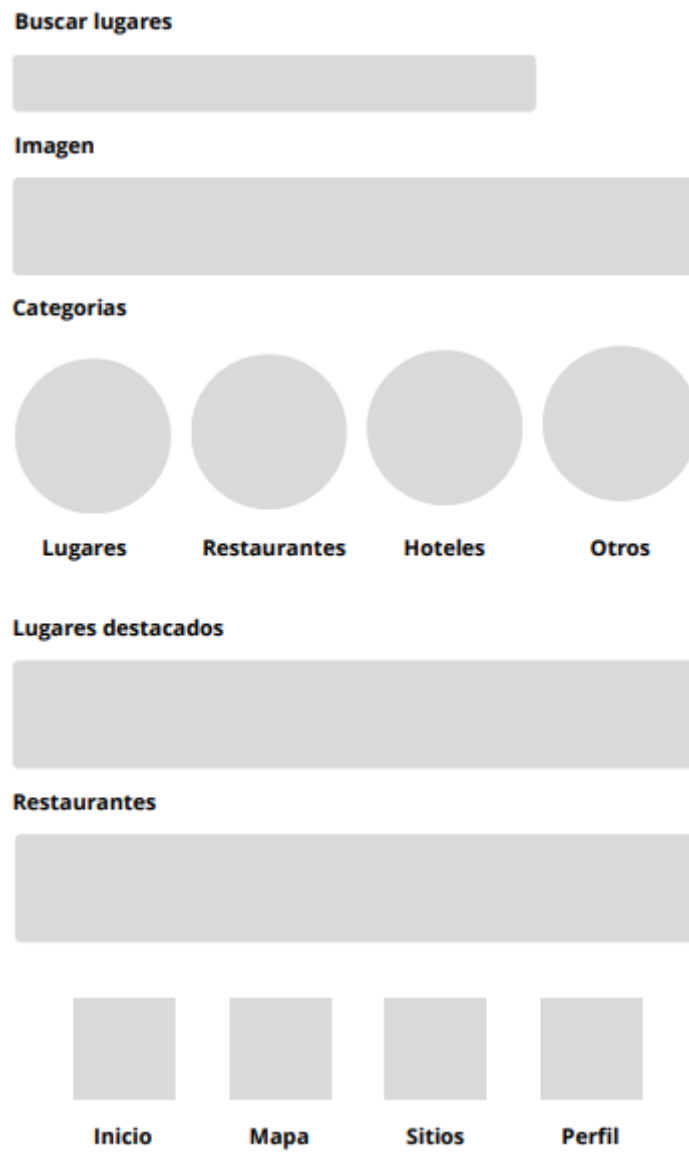 Buscar lugares
Imagen
Categorias
Lugares Restaurantes Hoteles Otros
Lugares destacados
Restaurantes
Inicio Mapa Sitios Perfil